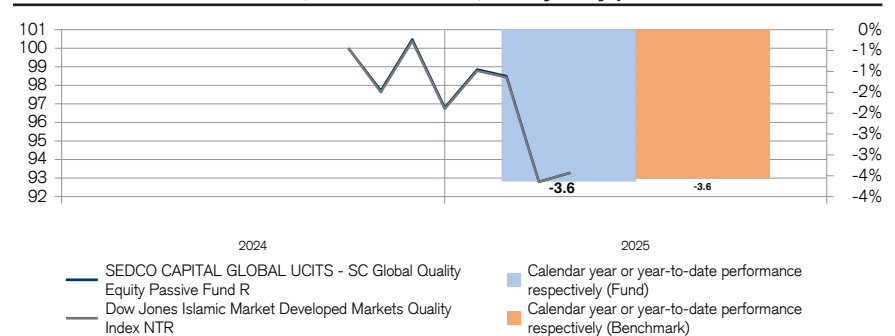 101
100
99
98
97
96
95
94
93
92
0%
-1%
-1%
-2%
-2%
-3%
-3%
-4%
-4%
-3.6
-3.6
2024
2025
SEDCO CAPITAL GLOBAL UCITS - SC Global Quality
Equity Passive Fund R
Dow Jones Islamic Market Developed Markets Quality
Index NTR
Calendar year or year-to-date performance
respectively (Fund)
Calendar year or year-to-date performance
respectively (Benchmark)